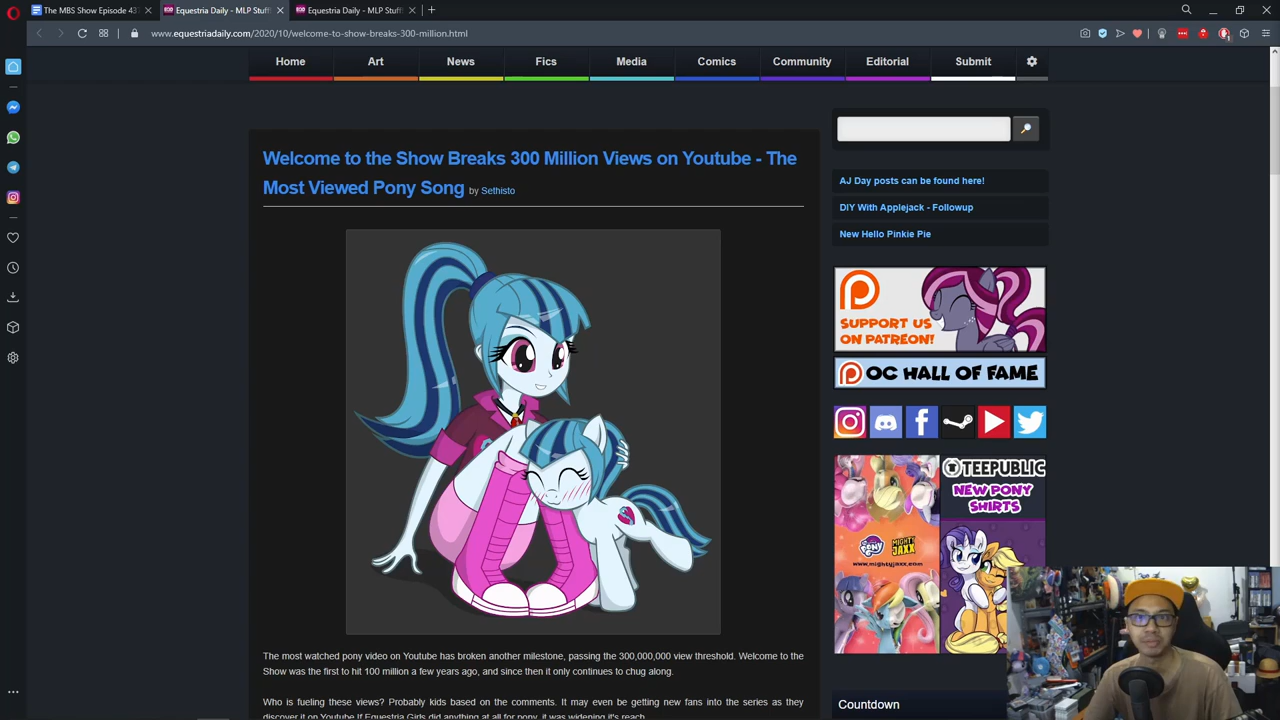 The MBS Show Episode 43
Equestria Daily - MLP Stuff
Equestria Daily - MLP Stuf
www.equestriadaily.com/2020/10/welcome-to-show-breaks-300-million.html
Home
Art
News
Fics
Media
Comics
Community
Editorial
Submit
Welcome to the Show Breaks 300 Million Views on Youtube - The
Most Viewed Pony Song by Sethisto
AJ Day posts can be found here!
DIY With Applejack - Followup
New Hello Pinkie Pie
SUPPORT US
ON PATREON!
OC HALL OF FAME
TEEPUBLIC
NEW PONY
SHIRTS
MIGHTY
JAXX
www.mightyjaxx.com
The most watched pony video on Youtube has broken another milestone, passing the 300,000,000 view threshold. Welcome to the
Show was the first to hit 100 million a few years ago, and since then it only continues to chug along.
Who is fueling these views? Probably kids based on the comments. It may even be getting new fans into the series as they
discover it on Youtube If Equestria Girls did anything at all for pony, it was widening it's reach
Countdown